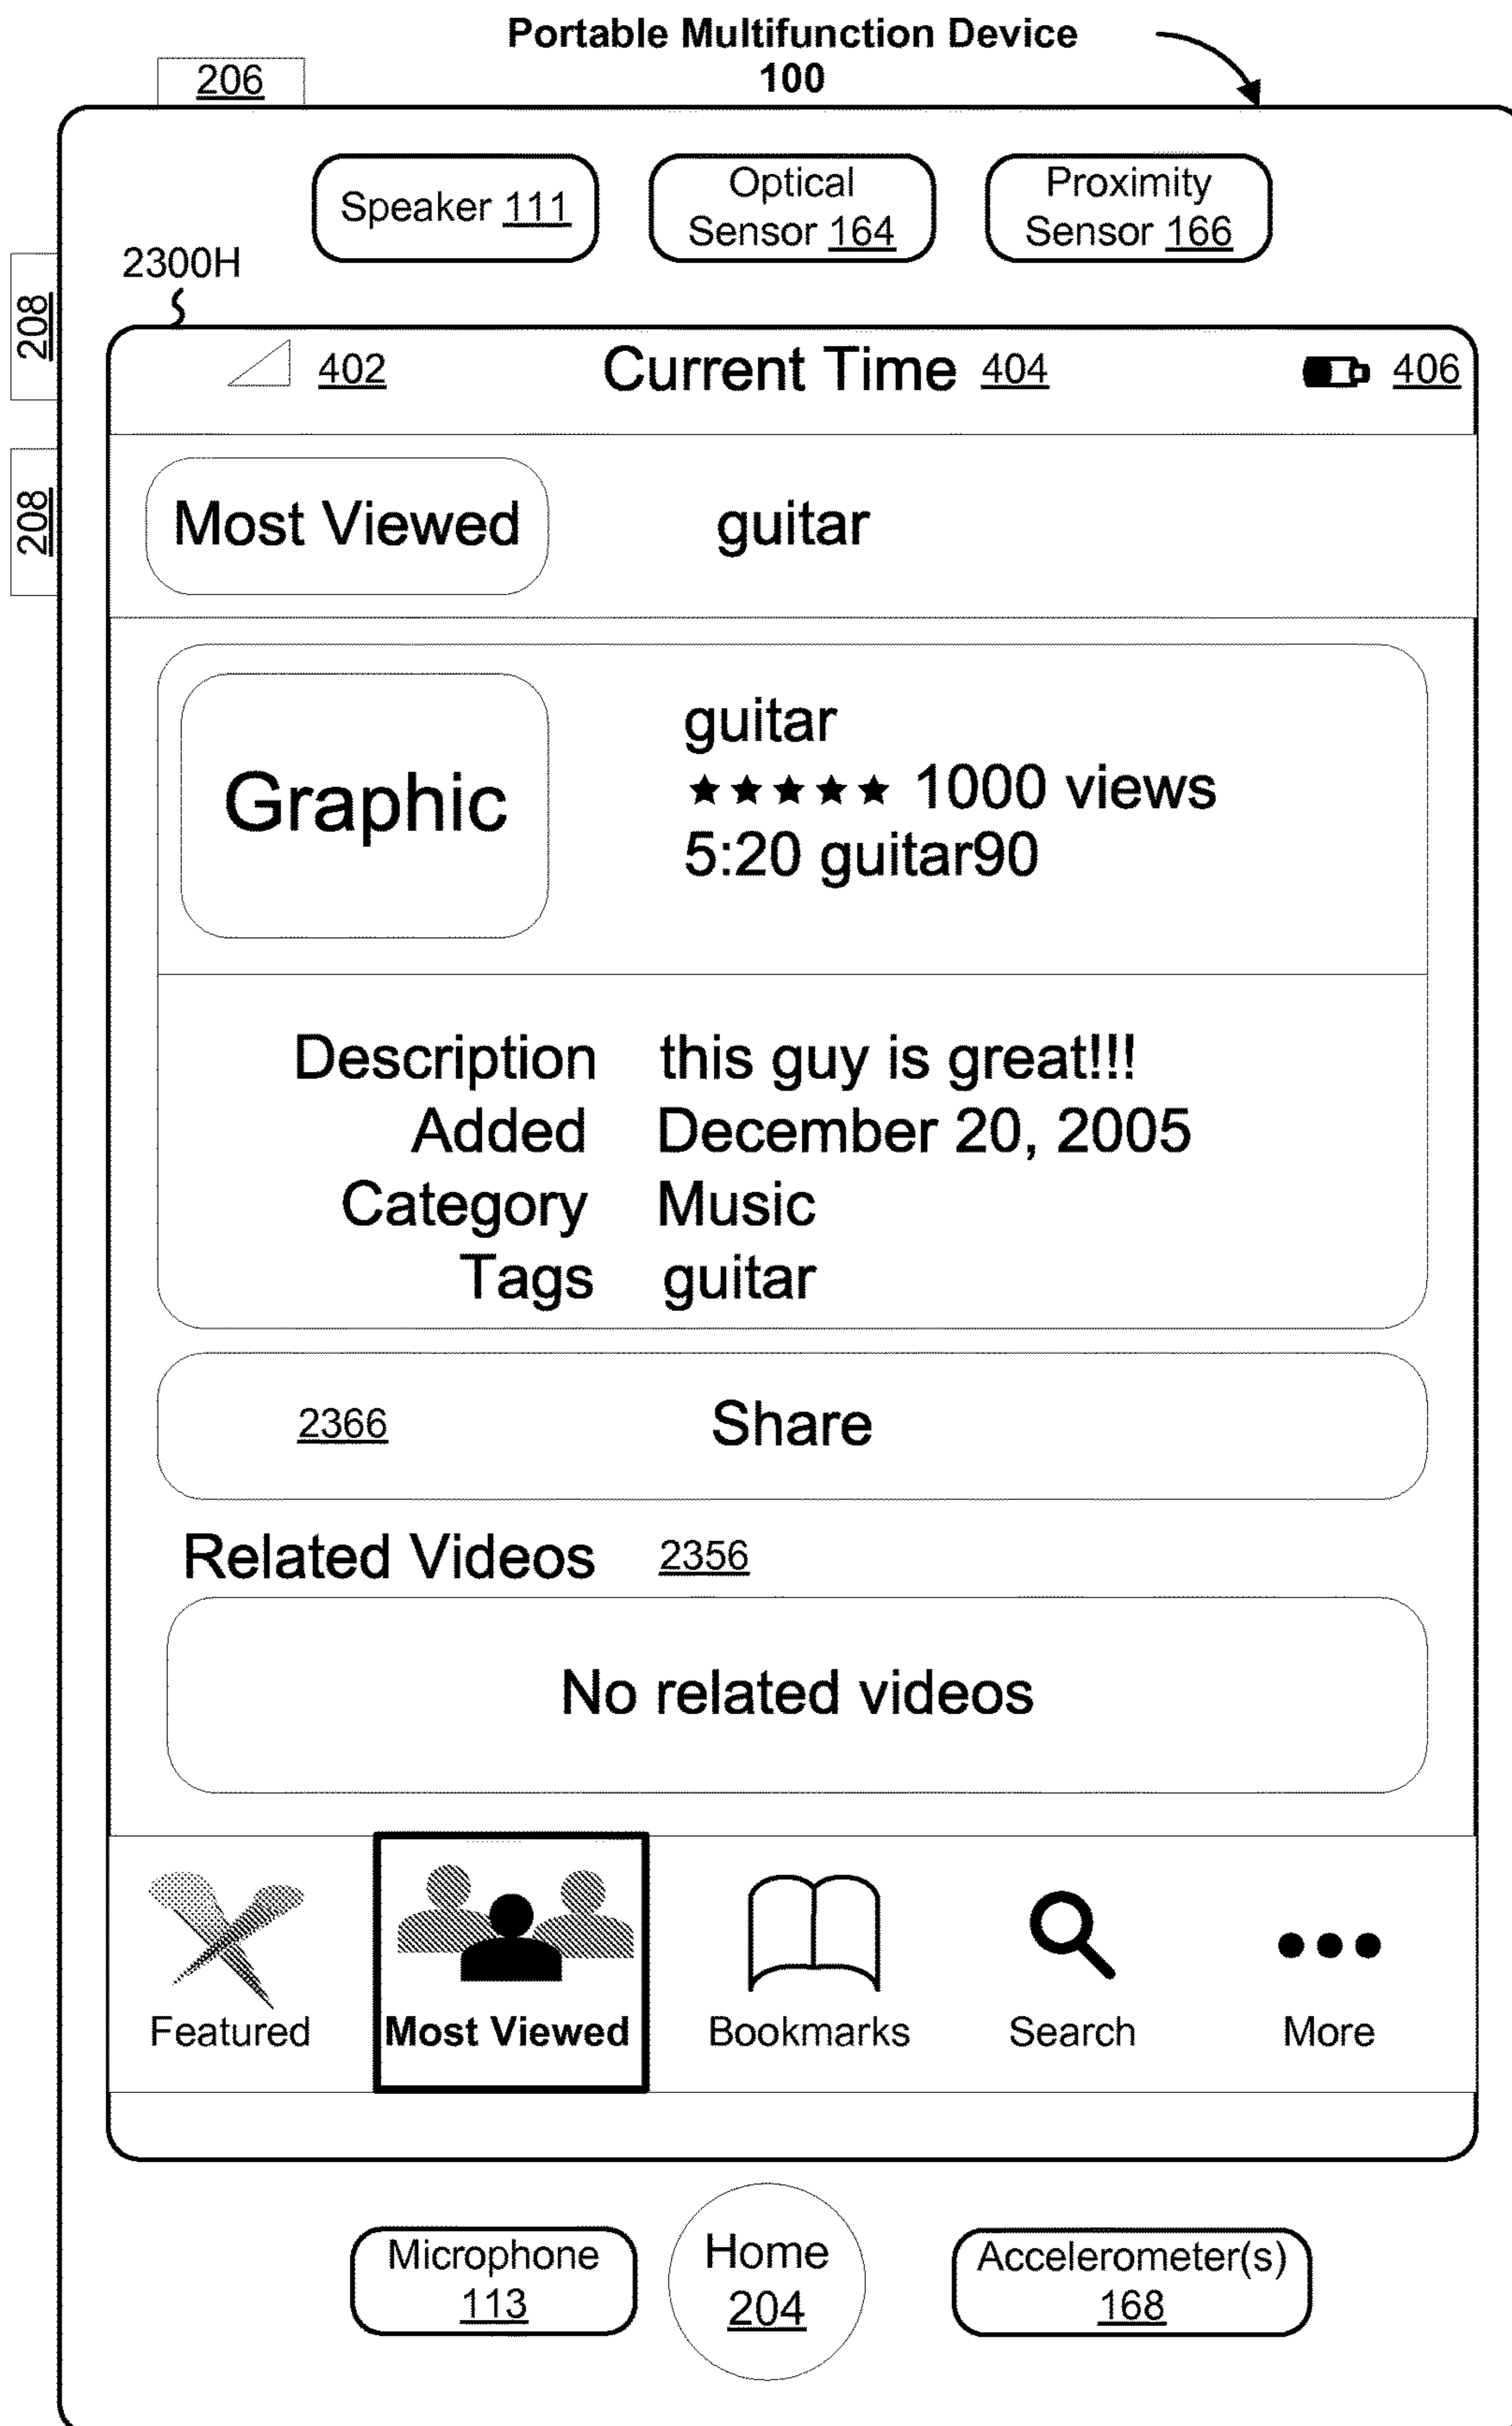 Portable Multifunction Device
100
206
Speaker 111
Optical
Sensor 164
Proximity
Sensor 166
2300H
208
208
402
Current Time 404
406
Most Viewed
guitar
Graphic
guitar
★★★★★ 1000 views
5:20 guitar90
Description this guy is great!!!
Added December 20, 2005
Category Music
Tags guitar
2366 Share
Related Videos 2356
No related videos
Featured
Most Viewed
Bookmarks
Search
More
Microphone
113
Home
204
Accelerometer(s)
168